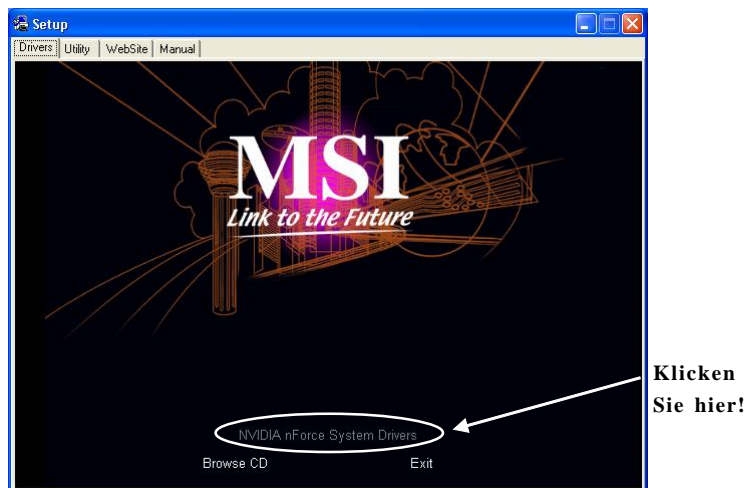 Setup
Drivers Utility WebSite Manual
MSI
Link to the Future
Klicken
Sie hier!
NVIDIA nForce System Drivers
Browse CD Exit